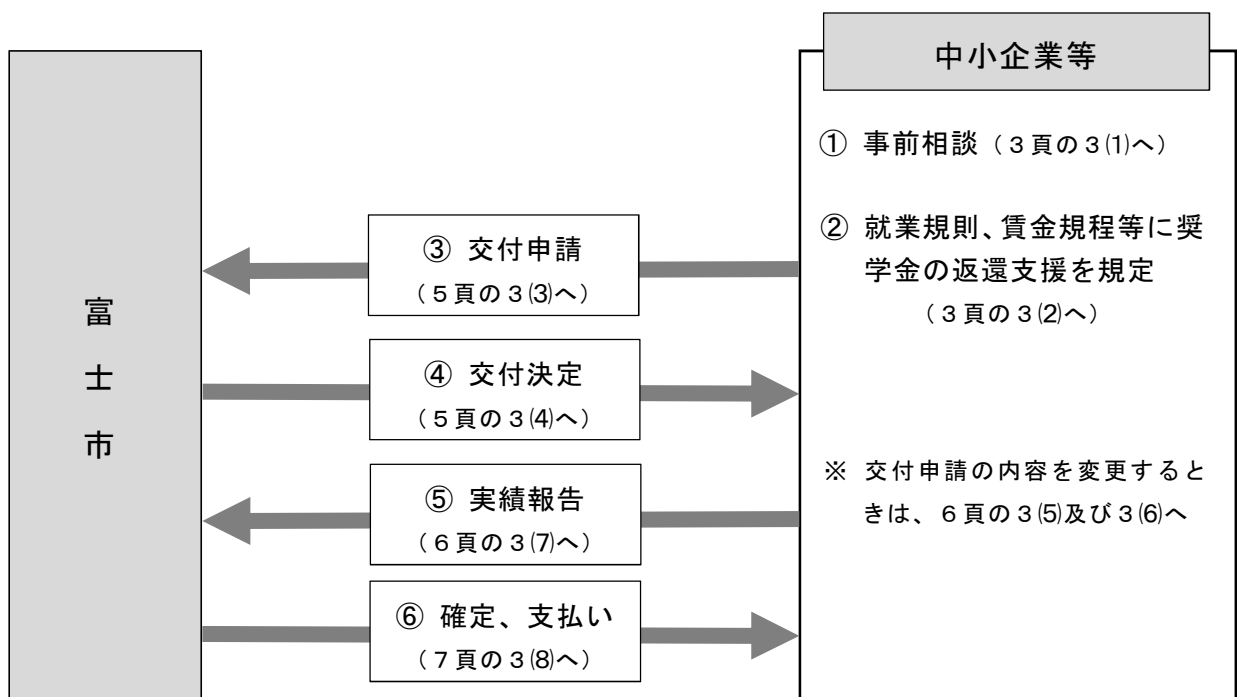 富
士
市
中小企業等
① 事前相談（３頁の３⑴へ）
② 就業規則、賃金規程等に奨
学金の返還支援を規定
（３頁の３⑵へ）
③ 交付申請
（５頁の３⑶へ）
④ 交付決定
（５頁の３⑷へ）
⑤ 実績報告
（６頁の３⑺へ）
⑥ 確定、支払い
（７頁の３⑻へ）
※ 交付申請の内容を変更すると
きは、６頁の３⑸及び３⑹へ